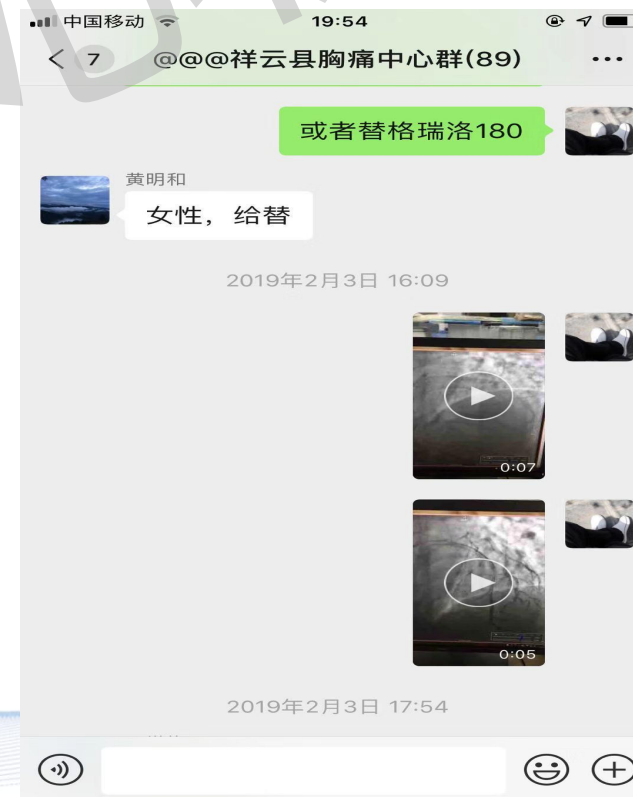 中国移动 19:54
7 @@@祥云县胸痛中心群(89)
或者替格瑞洛180
黄明和
女性，给替
2019年2月3日 16:09
0:07
0:05
2019年2月3日 17:54